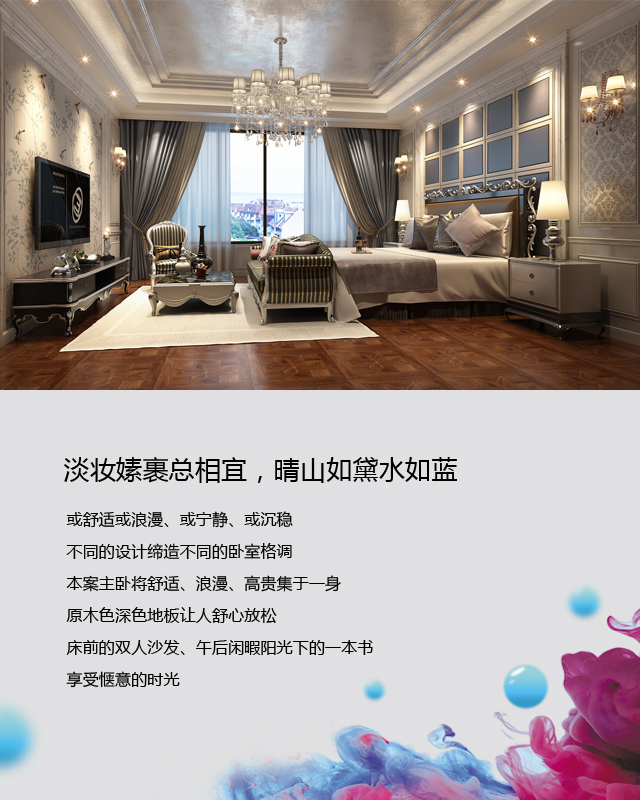 淡妆嫊裹总相宜，晴山如黛水如蓝
或舒适或浪漫、或宁静、或沉稳
不同的设计缔造不同的卧室格调
本案主卧将舒适、浪漫、高贵集于一身
原木色深色地板让人舒心放松
床前的双人沙发、午后闲暇阳光下的一本书
享受惬意的时光